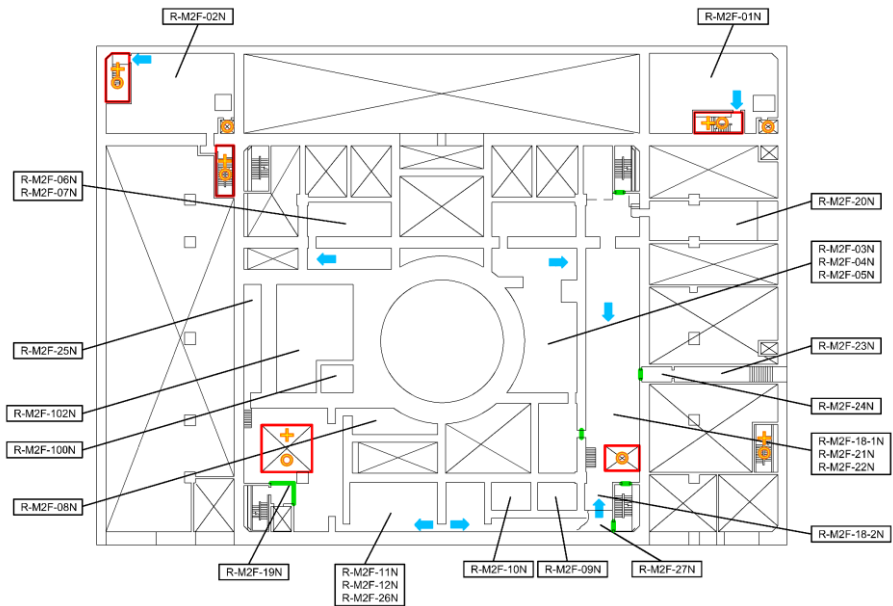 R-M2F-02N
R-M2F-01N
R-M2F-06N
R-M2F-07N
R-M2F-20N
R-M2F-03N
R-M2F-04N
R-M2F-05N
R-M2F-25N
R-M2F-23N
R-M2F-102N
R-M2F-24N
R-M2F-100N
R-M2F-18-1N
R-M2F-21N
R-M2F-22N
R-M2F-08N
R-M2F-18-2N
R-M2F-19N
R-M2F-11N
R-M2F-12N
R-M2F-26N
R-M2F-10N
R-M2F-09N
R-M2F-27N